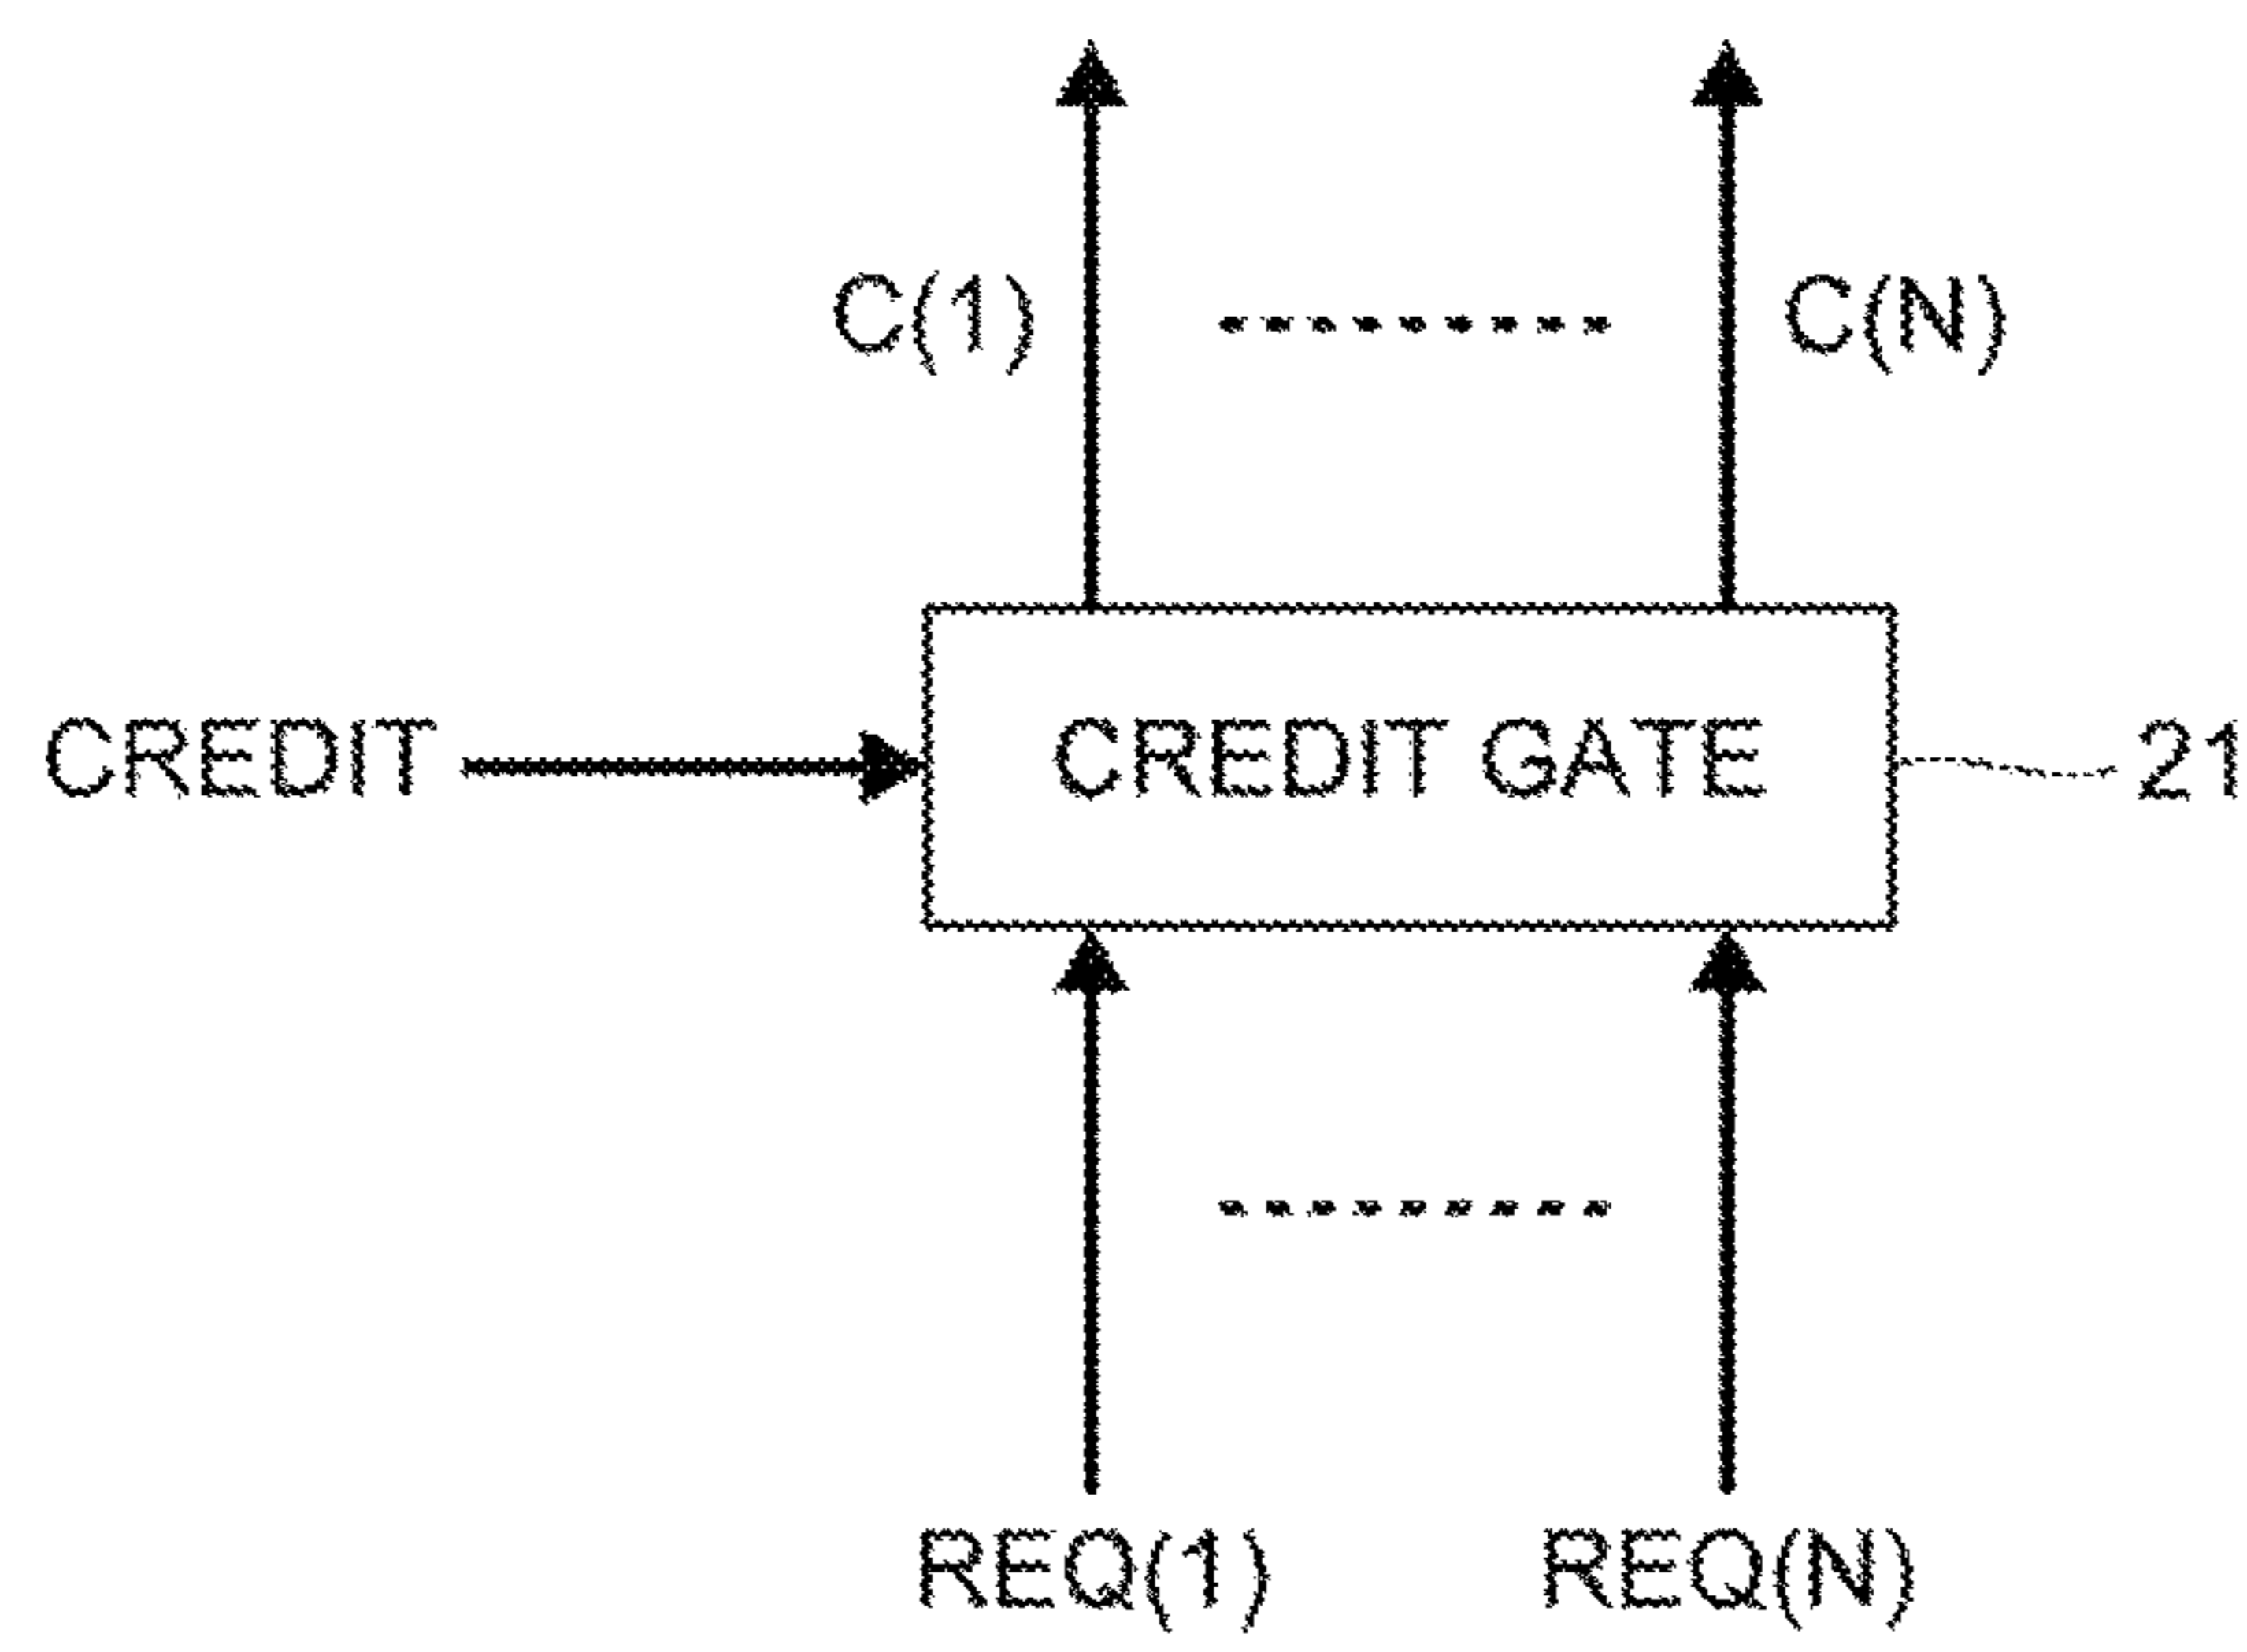 C(1)
C(N)
CREDIT
CREDIT GATE
21
REQ(1)
REQ(N)